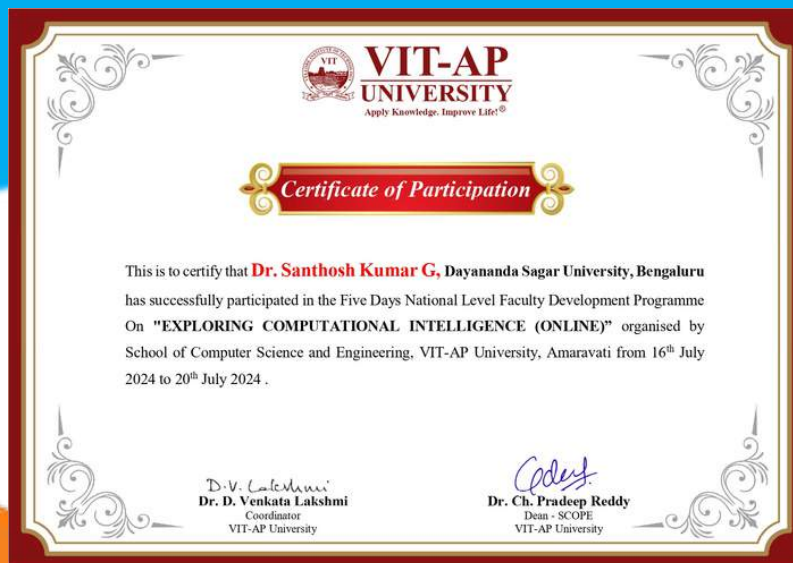 VIT
VIT-AP
UNIVERSITY
Apply Knowledge. Improve Life!®
Certificate of Participation
This is to certify that Dr. Santhosh Kumar G, Dayananda Sagar University, Bengaluru
has successfully participated in the Five Days National Level Faculty Development Programme
On "EXPLORING COMPUTATIONAL INTELLIGENCE (ONLINE)” organised by
School of Computer Science and Engineering, VIT-AP University, Amaravati from 16th July
2024 to 20th July 2024 .
D.V. Lakshmi
Dr. D. Venkata Lakshmi
Coordinator
VIT-AP University
Dr. Ch. Pradeep Reddy
Dean - SCOPE
VIT-AP University